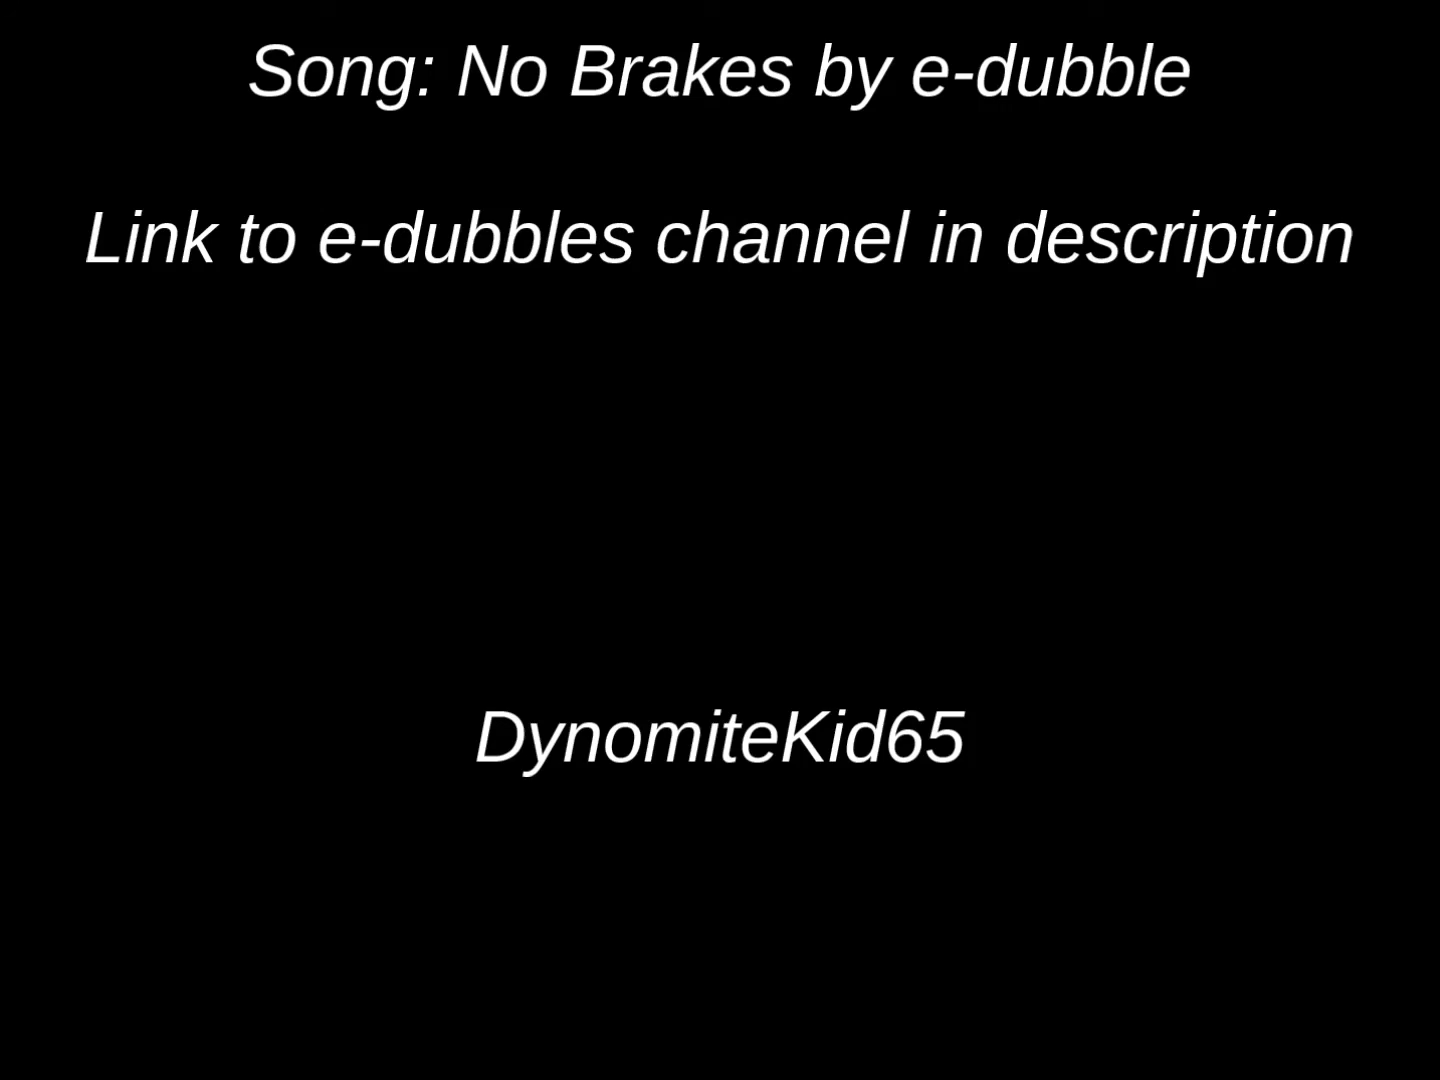 Song: No Brakes by e-dubble
Link to e-dubbles channel in description
DynomiteKid65